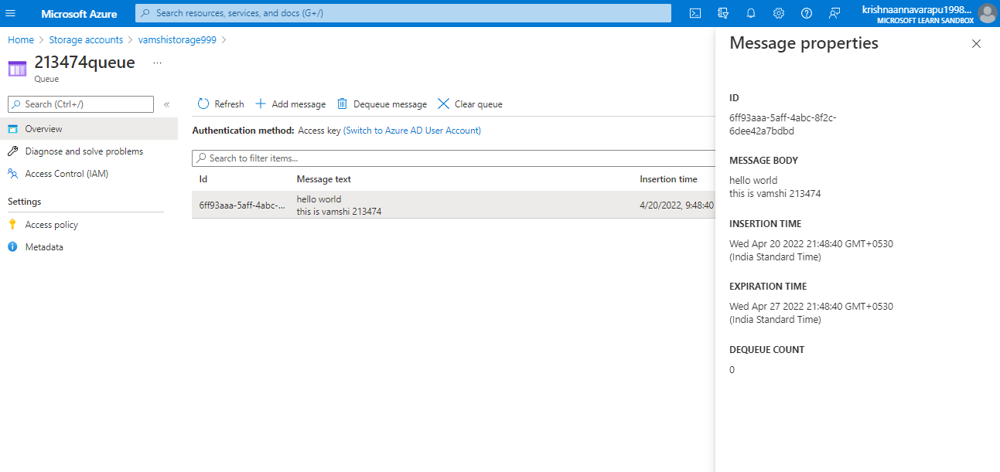 Microsoft Azure
Search resources, services, and docs (G+/)
krishnaannavarapu1998...
MICROSOFT LEARN SANDBOX
Home > Storage accounts > vamshistorage999 >
213474queue ...
Queue
Search (Ctrl+/) «
Overview
Diagnose and solve problems
Access Control (IAM)
Settings
Access policy
Metadata
Refresh Add message Dequeue message Clear queue
Authentication method: Access key (Switch to Azure AD User Account)
Search to filter items...
Id Message text Insertion time
6ff93aaa-5aff-4abc-... hello world 4/20/2022, 9:48:40
this is vamshi 213474
Message properties
ID
6ff93aaa-5aff-4abc-8f2c-
6dee42a7bdbd
MESSAGE BODY
hello world
this is vamshi 213474
INSERTION TIME
Wed Apr 20 2022 21:48:40 GMT+0530
(India Standard Time)
EXPIRATION TIME
Wed Apr 27 2022 21:48:40 GMT+0530
(India Standard Time)
DEQUEUE COUNT
0